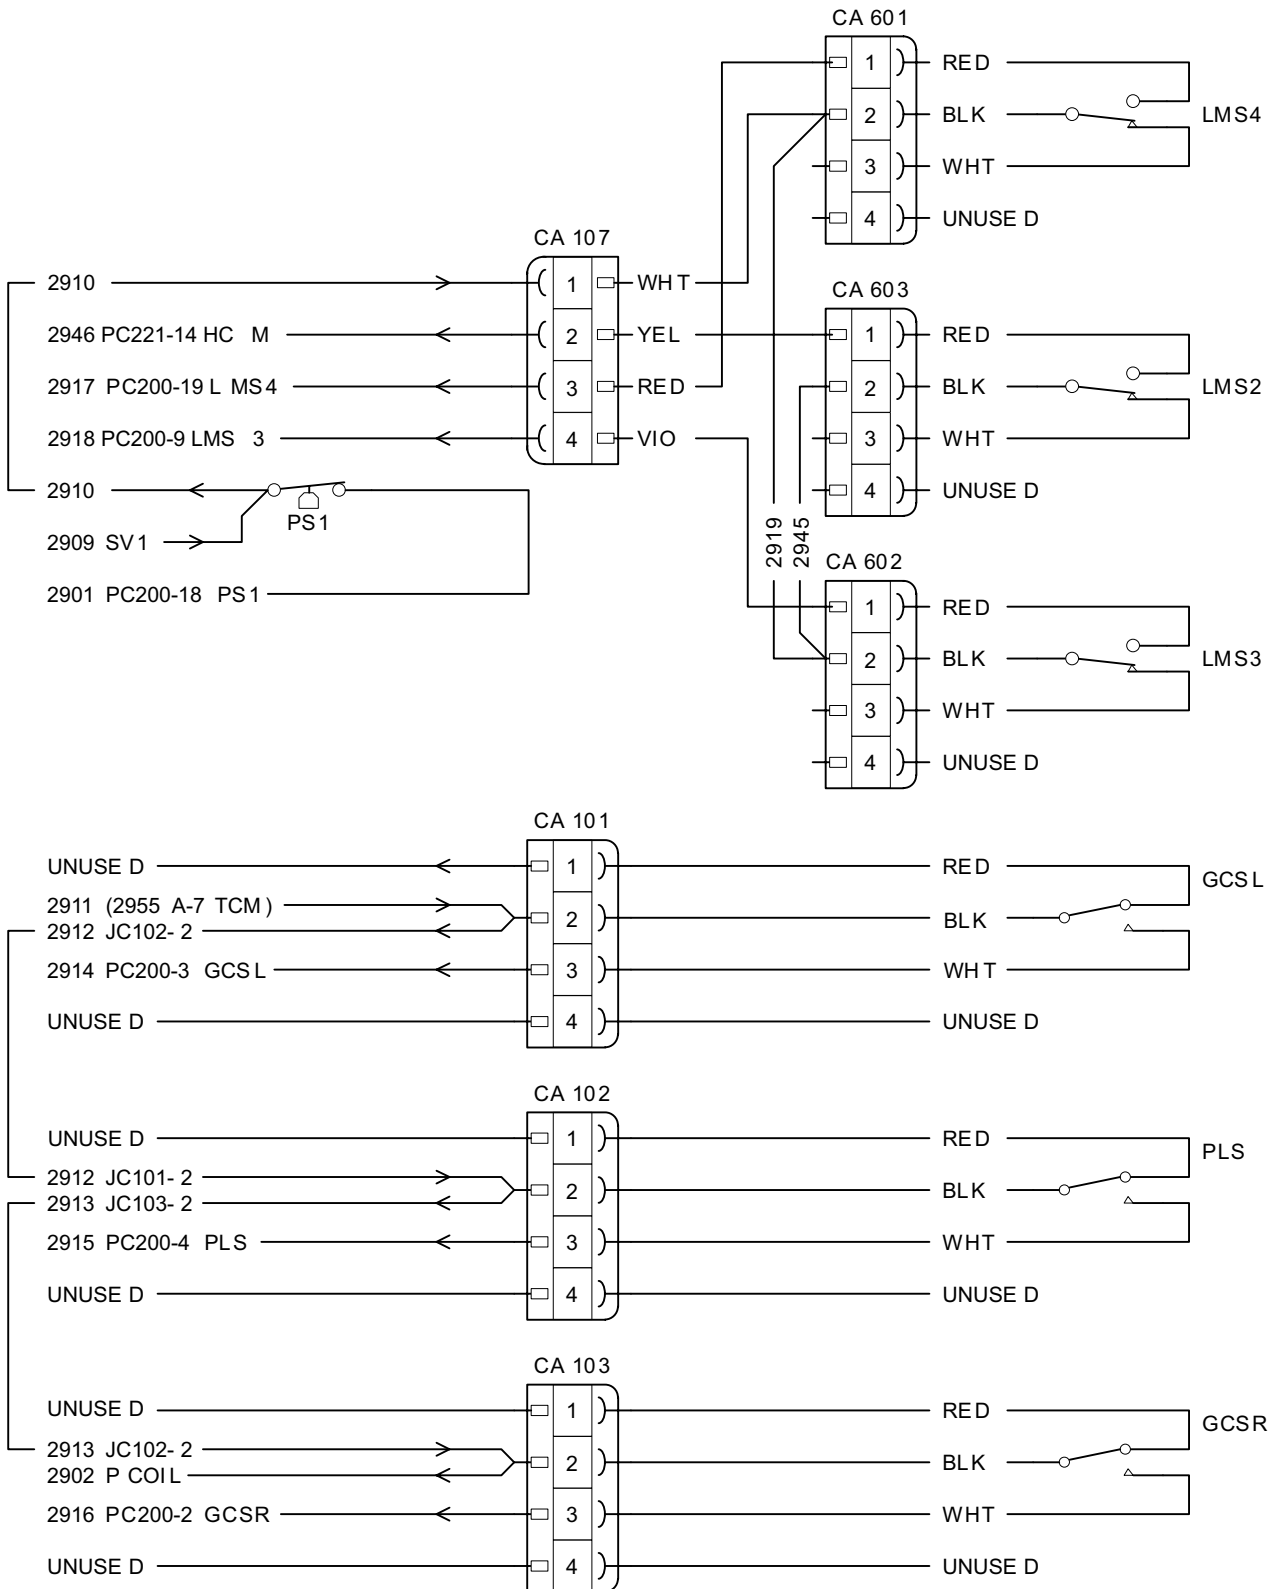 CA 601
1 RED
2 BLK
LMS4
3 WHT
4 UNUSED
CA 107
2910 1 WHT
2946 PC221-14 HC M 2 YEL
2917 PC200-19 L MS4 3 RED
2918 PC200-9 LMS 3 4 VIO
2910
PS1
2909 SV1
2901 PC200-18 PS1
CA 603
1 RED
2 BLK
LMS2
3 WHT
4 UNUSED
2919
2945
CA 602
1 RED
2 BLK
LMS3
3 WHT
4 UNUSED
CA 101
UNUSED 1 RED
GCSL
2911 (2955 A-7 TCM)
2 BLK
2912 JC102-2
2914 PC200-3 GCSL 3 WHT
UNUSED 4 UNUSED
CA 102
UNUSED 1 RED
PLS
2912 JC101-2
2 BLK
2913 JC103-2
2915 PC200-4 PLS 3 WHT
UNUSED 4 UNUSED
CA 103
UNUSED 1 RED
GCSR
2913 JC102-2
2 BLK
2902 P COIL
2916 PC200-2 GCSR 3 WHT
UNUSED 4 UNUSED